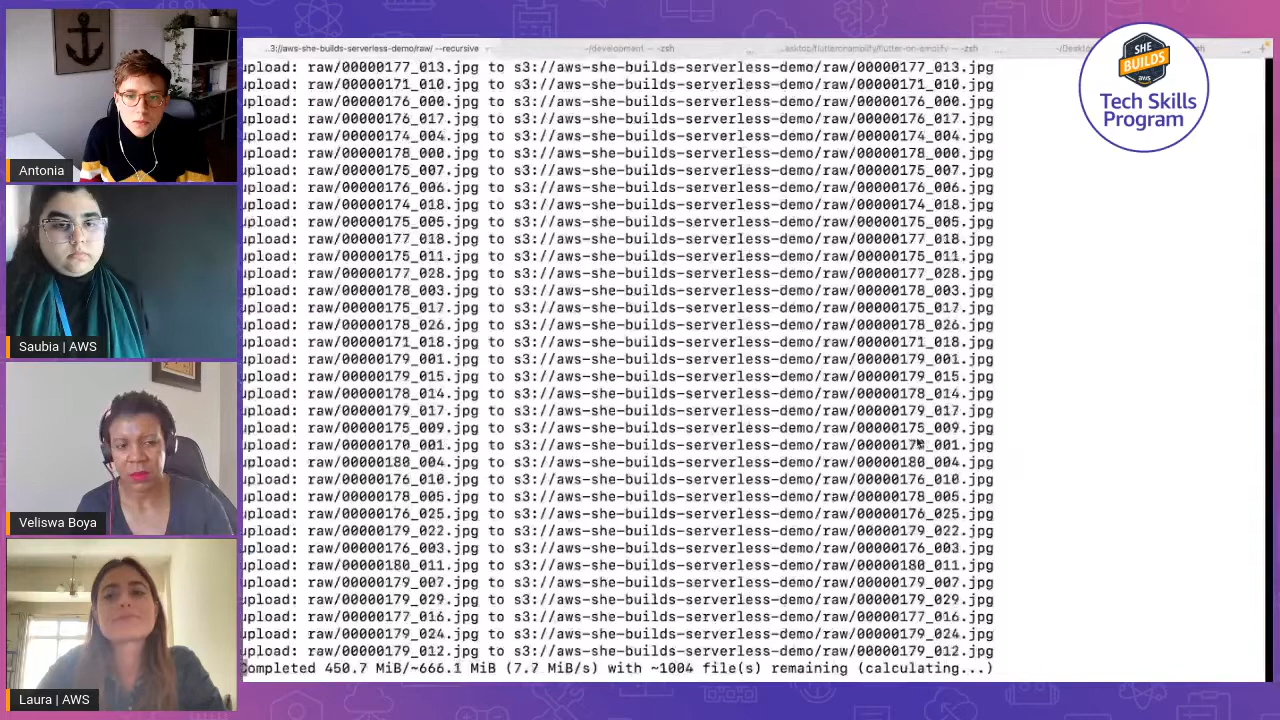 ...3://aws-she-builds-serverless-demo/raw/ --recursive
~/development — -zsh
...esktop/flutteronamplify/flutter-on-amplify — -zsh
SHE
BUILDS
aws
Tech Skills
Program
upload: raw/00000177_013.jpg to s3://aws-she-builds-serverless-demo/raw/00000177_013.jpg
upload: raw/00000171_010.jpg to s3://aws-she-builds-serverless-demo/raw/00000171_010.jpg
upload: raw/00000176_000.jpg to s3://aws-she-builds-serverless-demo/raw/00000176_000.jpg
upload: raw/00000176_017.jpg to s3://aws-she-builds-serverless-demo/raw/00000176_017.jpg
upload: raw/00000174_004.jpg to s3://aws-she-builds-serverless-demo/raw/00000174_004.jpg
upload: raw/00000178_000.jpg to s3://aws-she-builds-serverless-demo/raw/00000178_000.jpg
upload: raw/00000175_007.jpg to s3://aws-she-builds-serverless-demo/raw/00000175_007.jpg
upload: raw/00000176_006.jpg to s3://aws-she-builds-serverless-demo/raw/00000176_006.jpg
upload: raw/00000174_018.jpg to s3://aws-she-builds-serverless-demo/raw/00000174_018.jpg
upload: raw/00000175_005.jpg to s3://aws-she-builds-serverless-demo/raw/00000175_005.jpg
upload: raw/00000177_018.jpg to s3://aws-she-builds-serverless-demo/raw/00000177_018.jpg
upload: raw/00000175_011.jpg to s3://aws-she-builds-serverless-demo/raw/00000175_011.jpg
upload: raw/00000177_028.jpg to s3://aws-she-builds-serverless-demo/raw/00000177_028.jpg
upload: raw/00000178_003.jpg to s3://aws-she-builds-serverless-demo/raw/00000178_003.jpg
upload: raw/00000175_017.jpg to s3://aws-she-builds-serverless-demo/raw/00000175_017.jpg
upload: raw/00000178_026.jpg to s3://aws-she-builds-serverless-demo/raw/00000178_026.jpg
upload: raw/00000171_018.jpg to s3://aws-she-builds-serverless-demo/raw/00000171_018.jpg
upload: raw/00000179_001.jpg to s3://aws-she-builds-serverless-demo/raw/00000179_001.jpg
upload: raw/00000179_015.jpg to s3://aws-she-builds-serverless-demo/raw/00000179_015.jpg
upload: raw/00000178_014.jpg to s3://aws-she-builds-serverless-demo/raw/00000178_014.jpg
upload: raw/00000179_017.jpg to s3://aws-she-builds-serverless-demo/raw/00000179_017.jpg
upload: raw/00000175_009.jpg to s3://aws-she-builds-serverless-demo/raw/00000175_009.jpg
upload: raw/00000170_001.jpg to s3://aws-she-builds-serverless-demo/raw/00000170_001.jpg
upload: raw/00000180_004.jpg to s3://aws-she-builds-serverless-demo/raw/00000180_004.jpg
upload: raw/00000176_010.jpg to s3://aws-she-builds-serverless-demo/raw/00000176_010.jpg
upload: raw/00000178_005.jpg to s3://aws-she-builds-serverless-demo/raw/00000178_005.jpg
upload: raw/00000176_025.jpg to s3://aws-she-builds-serverless-demo/raw/00000176_025.jpg
upload: raw/00000179_022.jpg to s3://aws-she-builds-serverless-demo/raw/00000179_022.jpg
upload: raw/00000176_003.jpg to s3://aws-she-builds-serverless-demo/raw/00000176_003.jpg
upload: raw/00000180_011.jpg to s3://aws-she-builds-serverless-demo/raw/00000180_011.jpg
upload: raw/00000179_007.jpg to s3://aws-she-builds-serverless-demo/raw/00000179_007.jpg
upload: raw/00000179_029.jpg to s3://aws-she-builds-serverless-demo/raw/00000179_029.jpg
upload: raw/00000177_016.jpg to s3://aws-she-builds-serverless-demo/raw/00000177_016.jpg
upload: raw/00000179_024.jpg to s3://aws-she-builds-serverless-demo/raw/00000179_024.jpg
upload: raw/00000179_012.jpg to s3://aws-she-builds-serverless-demo/raw/00000179_012.jpg
Completed 450.7 MiB/~666.1 MiB (7.7 MiB/s) with ~1004 file(s) remaining (calculating...)
Antonia
Saubia | AWS
Veliswa Boya
Laura | AWS